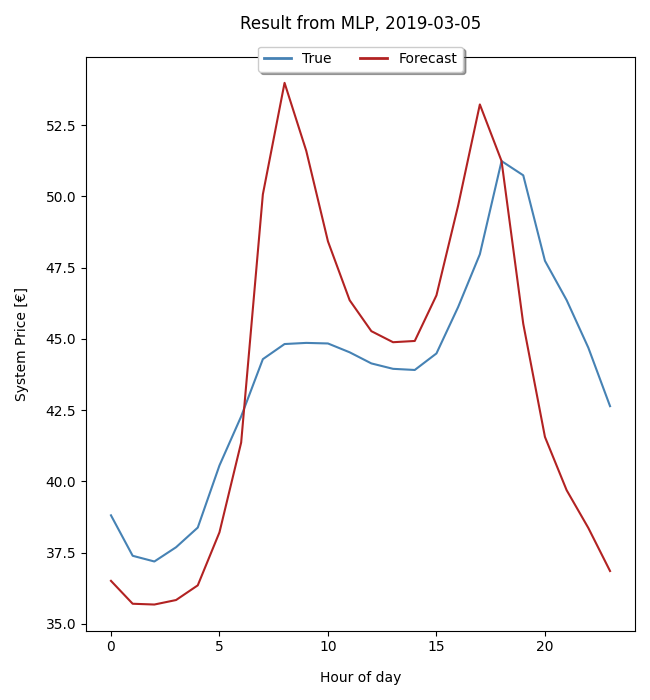 Result from MLP, 2019-03-05
True Forecast
52.5
50.0
47.5
45.0
42.5
40.0
37.5
35.0
System Price [€]
0 5 10 15 20
Hour of day